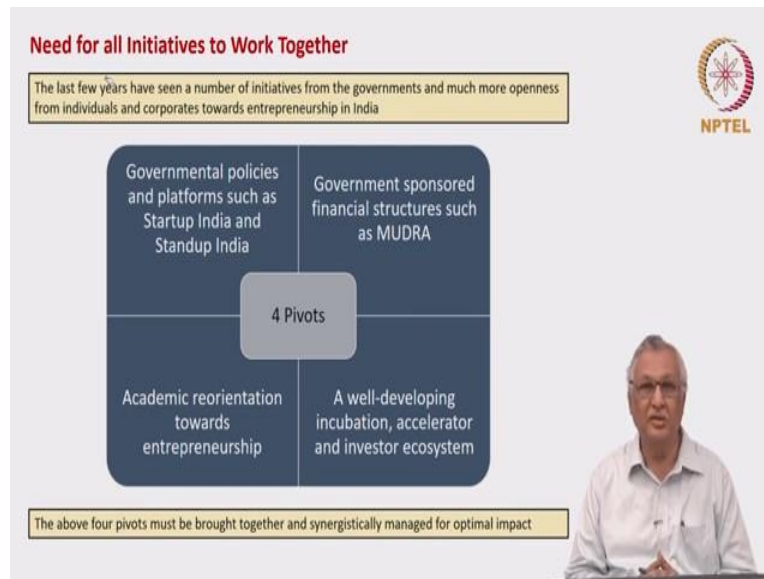 Need for all Initiatives to Work Together
The last few years have seen a number of initiatives from the governments and much more openness
from individuals and corporates towards entrepreneurship in India
NPTEL
Governmental policies
and platforms such as
Startup India and
Standup India
Government sponsored
financial structures such
as MUDRA
4 Pivots
Academic reorientation
towards
entrepreneurship
A well-developing
incubation, accelerator
and investor ecosystem
The above four pivots must be brought together and synergistically managed for optimal impact